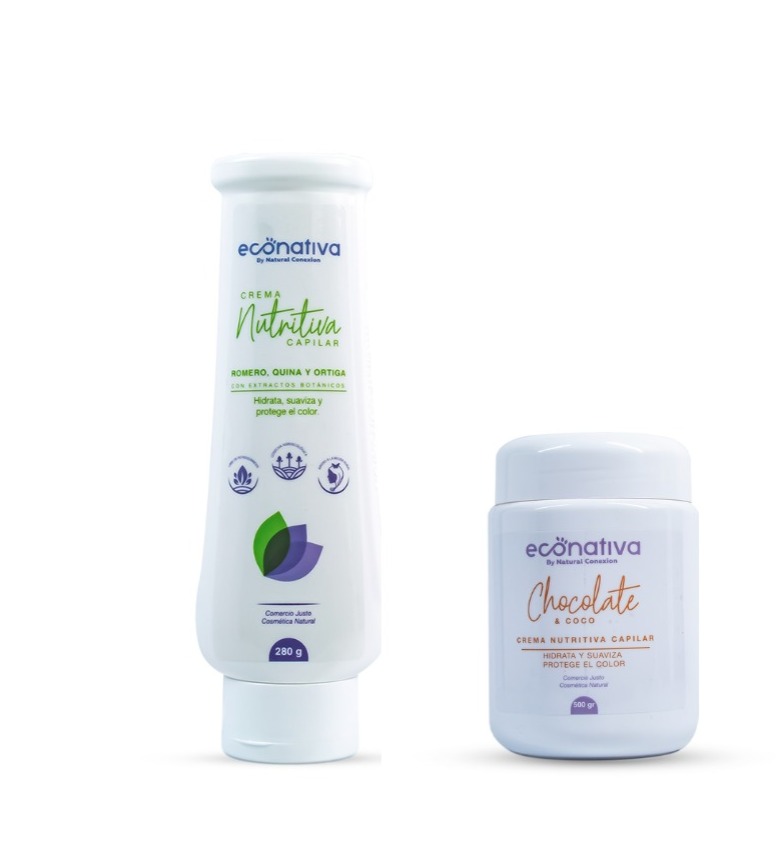 econativa
By Natural Conexion
CREMA
Nutritiva
CAPILAR
ROMERO, QUINA Y ORTIGA
CON EXTRACTOS BOTÁNICOS
Hidrata, suaviza y
protege el color.
Comercio Justo
Cosmética Natural
280 g
econativa
By Natural Conexion
Chocolate
& COCO
CREMA NUTRITIVA CAPILAR
HIDRATA Y SUAVIZA
PROTEGE EL COLOR
Comercio Justo
Cosmética Natural
500 gr